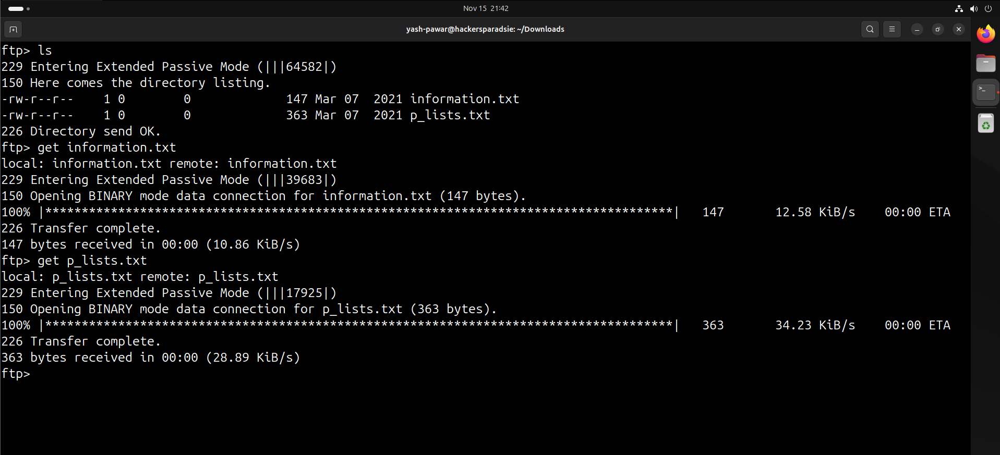 Nov 15 21:42
yash-pawar@hackersparadsie: ~/Downloads
ftp> ls
229 Entering Extended Passive Mode (|||64582|)
150 Here comes the directory listing.
-rw-r--r--    1 0        0             147 Mar 07  2021 information.txt
-rw-r--r--    1 0        0             363 Mar 07  2021 p_lists.txt
226 Directory send OK.
ftp> get information.txt
local: information.txt remote: information.txt
229 Entering Extended Passive Mode (|||39683|)
150 Opening BINARY mode data connection for information.txt (147 bytes).
100% |**************************************************************************************|   147       12.58 KiB/s    00:00 ETA
226 Transfer complete.
147 bytes received in 00:00 (10.86 KiB/s)
ftp> get p_lists.txt
local: p_lists.txt remote: p_lists.txt
229 Entering Extended Passive Mode (|||17925|)
150 Opening BINARY mode data connection for p_lists.txt (363 bytes).
100% |**************************************************************************************|   363       34.23 KiB/s    00:00 ETA
226 Transfer complete.
363 bytes received in 00:00 (28.89 KiB/s)
ftp>